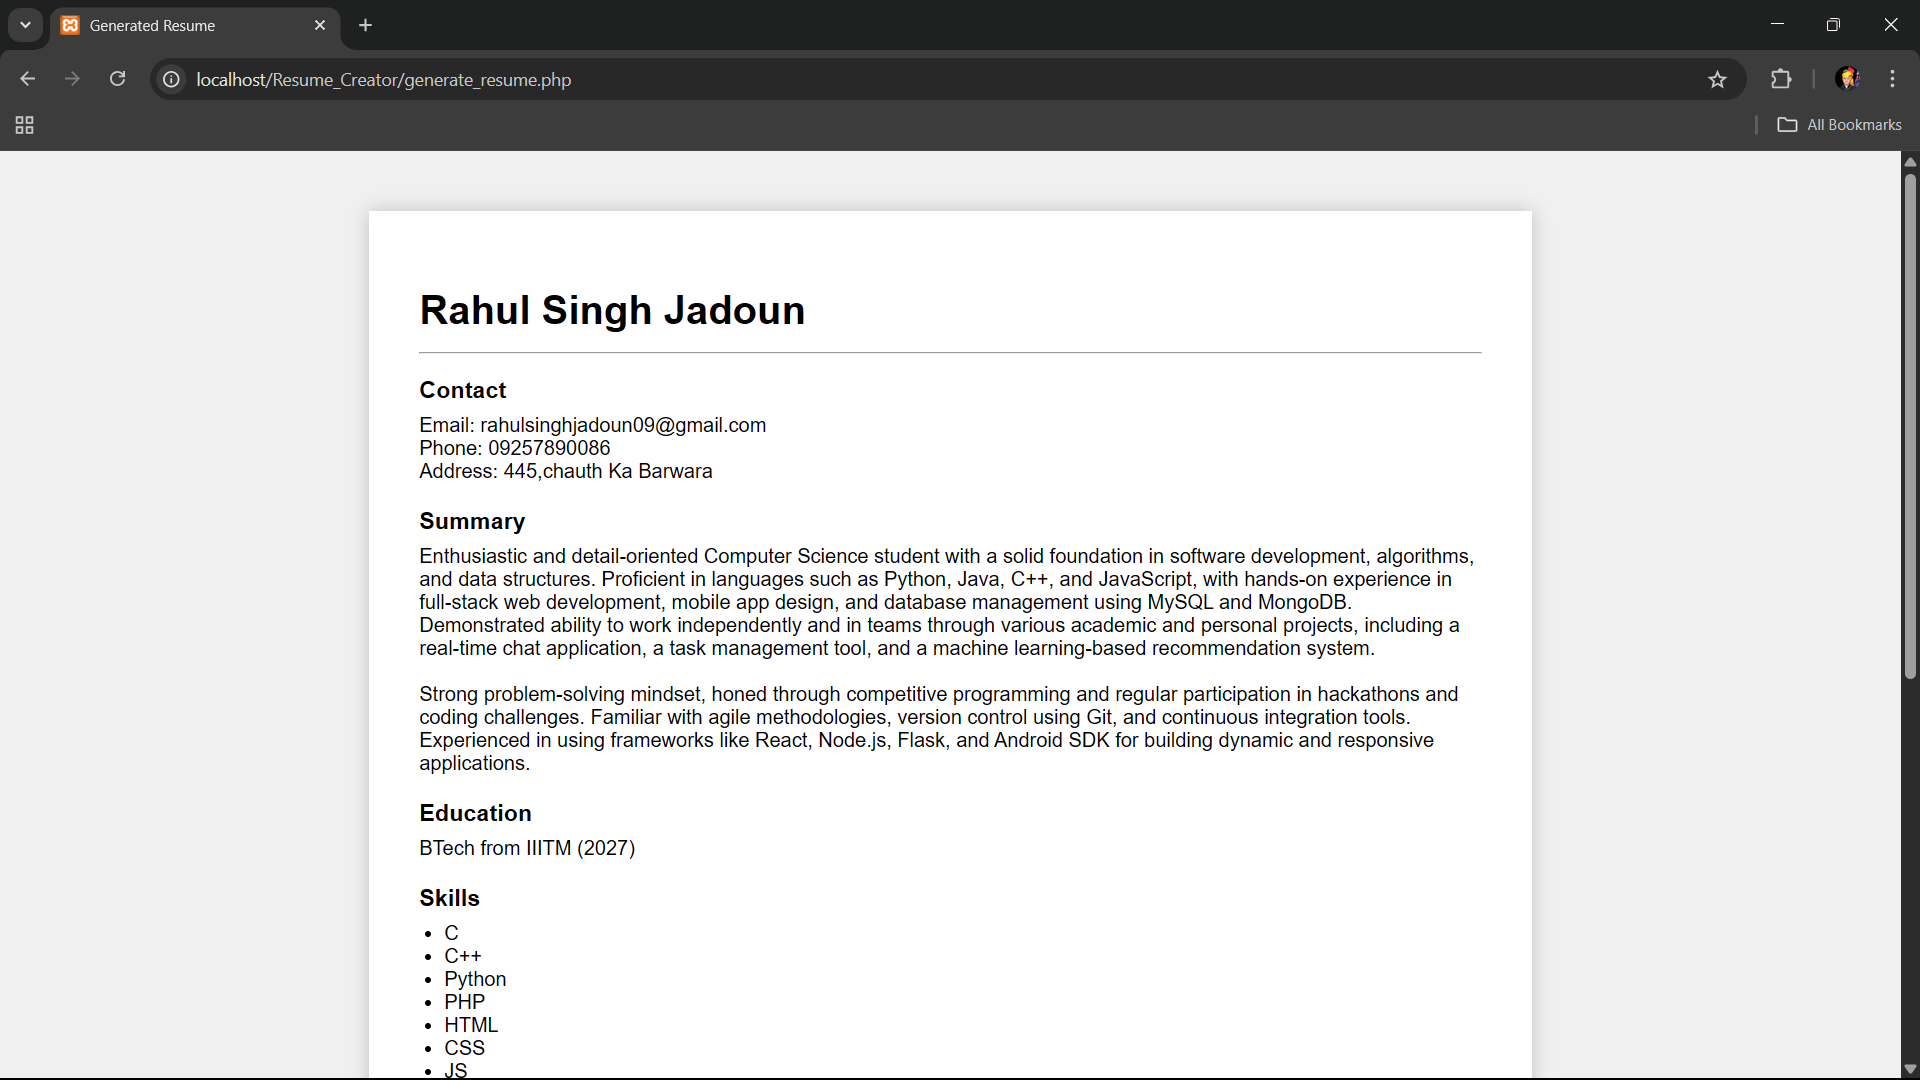 Generated Resume
localhost/Resume_Creator/generate_resume.php
All Bookmarks
Rahul Singh Jadoun
Contact
Email: rahulsinghjadoun09@gmail.com
Phone: 09257890086
Address: 445,chauth Ka Barwara
Summary
Enthusiastic and detail-oriented Computer Science student with a solid foundation in software development, algorithms,
and data structures. Proficient in languages such as Python, Java, C++, and JavaScript, with hands-on experience in
full-stack web development, mobile app design, and database management using MySQL and MongoDB.
Demonstrated ability to work independently and in teams through various academic and personal projects, including a
real-time chat application, a task management tool, and a machine learning-based recommendation system.
Strong problem-solving mindset, honed through competitive programming and regular participation in hackathons and
coding challenges. Familiar with agile methodologies, version control using Git, and continuous integration tools.
Experienced in using frameworks like React, Node.js, Flask, and Android SDK for building dynamic and responsive
applications.
Education
BTech from IIITM (2027)
Skills
• C
• C++
• Python
• PHP
• HTML
• CSS
• JS